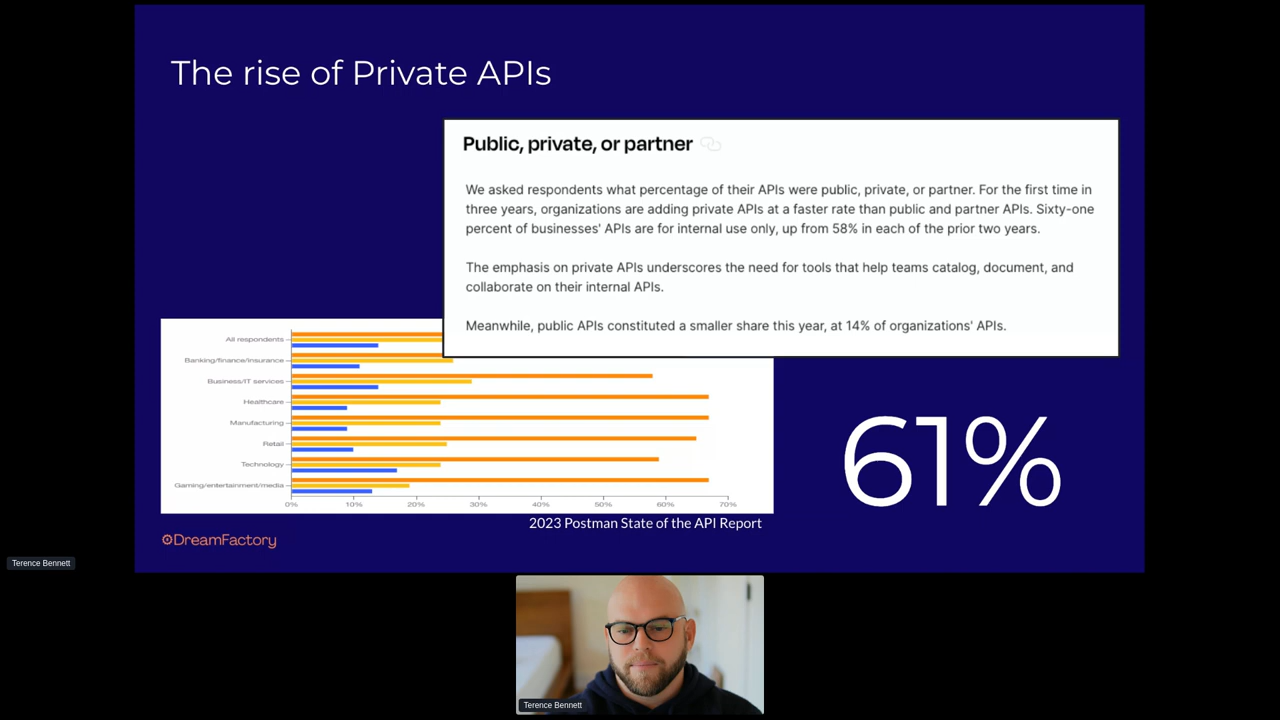 The rise of Private APIs
Public, private, or partner
We asked respondents what percentage of their APIs were public, private, or partner. For the first time in
three years, organizations are adding private APIs at a faster rate than public and partner APIs. Sixty-one
percent of businesses' APIs are for internal use only, up from 58% in each of the prior two years.
The emphasis on private APIs underscores the need for tools that help teams catalog, document, and
collaborate on their internal APIs.
Meanwhile, public APIs constituted a smaller share this year, at 14% of organizations' APIs.
All respondents
Banking/finance/insurance
Business/IT services
Healthcare
Manufacturing
Retail
Technology
Gaming/entertainment/media
0% 10% 20% 30% 40% 50% 60% 70%
61%
2023 Postman State of the API Report
DreamFactory
Terence Bennett
Terence Bennett